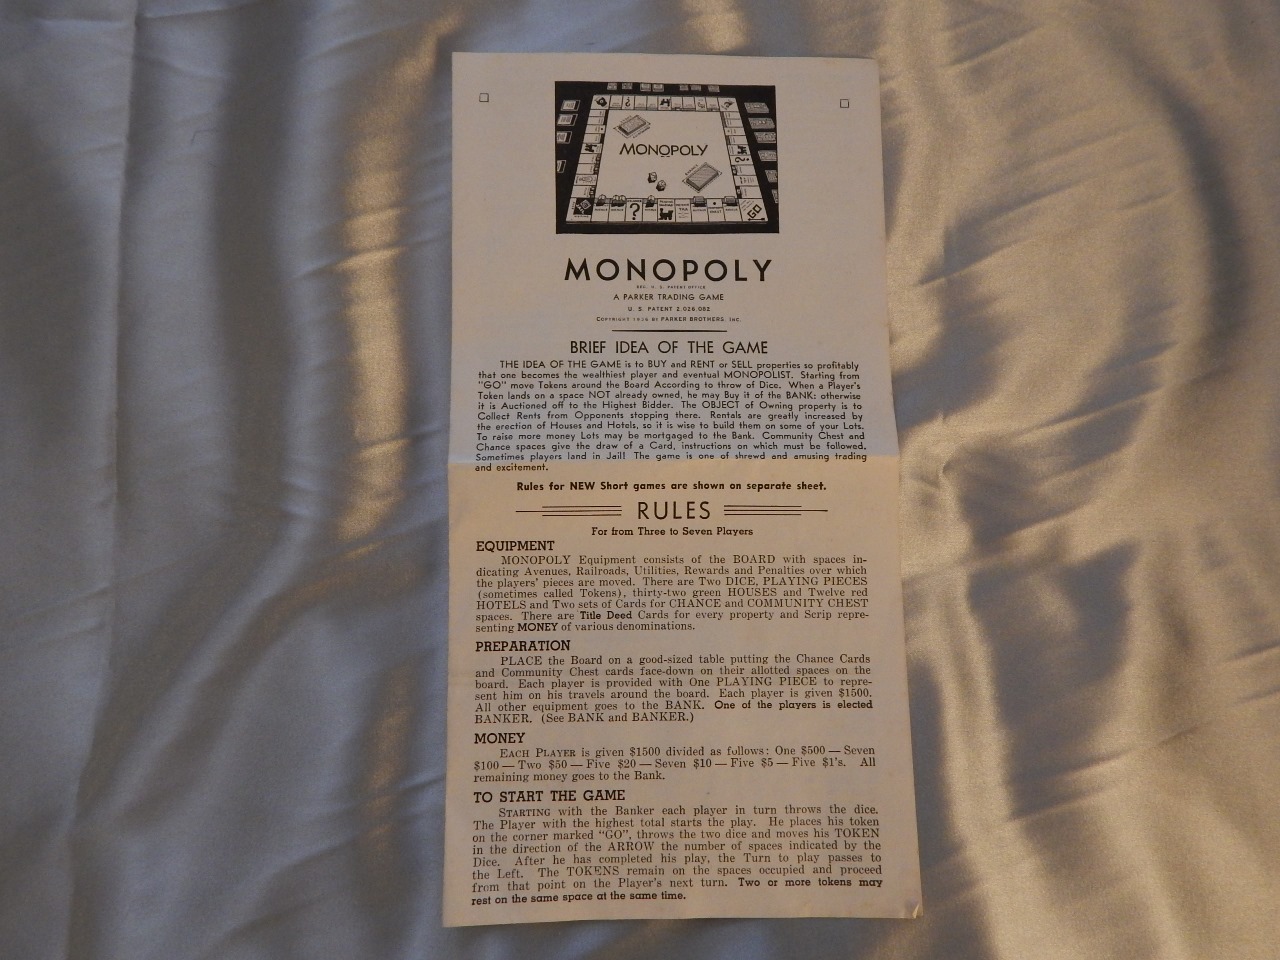 MONOPOLY
GO
MONOPOLY
REG. U. S. PATENT OFFICE
A PARKER TRADING GAME
U. S. PATENT 2,026,082
COPYRIGHT 1936 BY PARKER BROTHERS, INC.
BRIEF IDEA OF THE GAME
THE IDEA OF THE GAME is to BUY and RENT or SELL properties so profitably
that one becomes the wealthiest player and eventual MONOPOLIST. Starting from
"GO" move Tokens around the Board According to throw of Dice. When a Player's
Token lands on a space NOT already owned, he may Buy it of the BANK: otherwise
it is Auctioned off to the Highest Bidder. The OBJECT of Owning property is to
Collect Rents from Opponents stopping there. Rentals are greatly increased by
the erection of Houses and Hotels, so it is wise to build them on some of your Lots.
To raise more money Lots may be mortgaged to the Bank. Community Chest and
Chance spaces give the draw of a Card, instructions on which must be followed.
Sometimes players land in Jail! The game is one of shrewd and amusing trading
and excitement.
Rules for NEW Short games are shown on separate sheet.
RULES
For from Three to Seven Players
EQUIPMENT
MONOPOLY Equipment consists of the BOARD with spaces in-
dicating Avenues, Railroads, Utilities, Rewards and Penalties over which
the players' pieces are moved. There are Two DICE, PLAYING PIECES
(sometimes called Tokens), thirty-two green HOUSES and Twelve red
HOTELS and Two sets of Cards for CHANCE and COMMUNITY CHEST
spaces. There are Title Deed Cards for every property and Scrip repre-
senting MONEY of various denominations.
PREPARATION
PLACE the Board on a good-sized table putting the Chance Cards
and Community Chest cards face-down on their allotted spaces on the
board. Each player is provided with One PLAYING PIECE to repre-
sent him on his travels around the board. Each player is given $1500.
All other equipment goes to the BANK. One of the players is elected
BANKER. (See BANK and BANKER.)
MONEY
EACH PLAYER is given $1500 divided as follows: One $500 — Seven
$100 — Two $50 — Five $20 — Seven $10 — Five $5 — Five $1's. All
remaining money goes to the Bank.
TO START THE GAME
STARTING with the Banker each player in turn throws the dice.
The Player with the highest total starts the play. He places his token
on the corner marked "GO", throws the two dice and moves his TOKEN
in the direction of the ARROW the number of spaces indicated by the
Dice. After he has completed his play, the Turn to play passes to
the Left. The TOKENS remain on the spaces occupied and proceed
from that point on the Player's next turn. Two or more tokens may
rest on the same space at the same time.